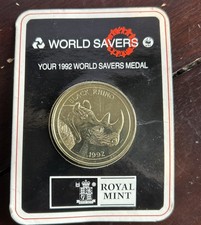 WORLD SAVERS
YOUR 1992 WORLD SAVERS MEDAL
BLACK RHINO
1992
ROYAL
MINT